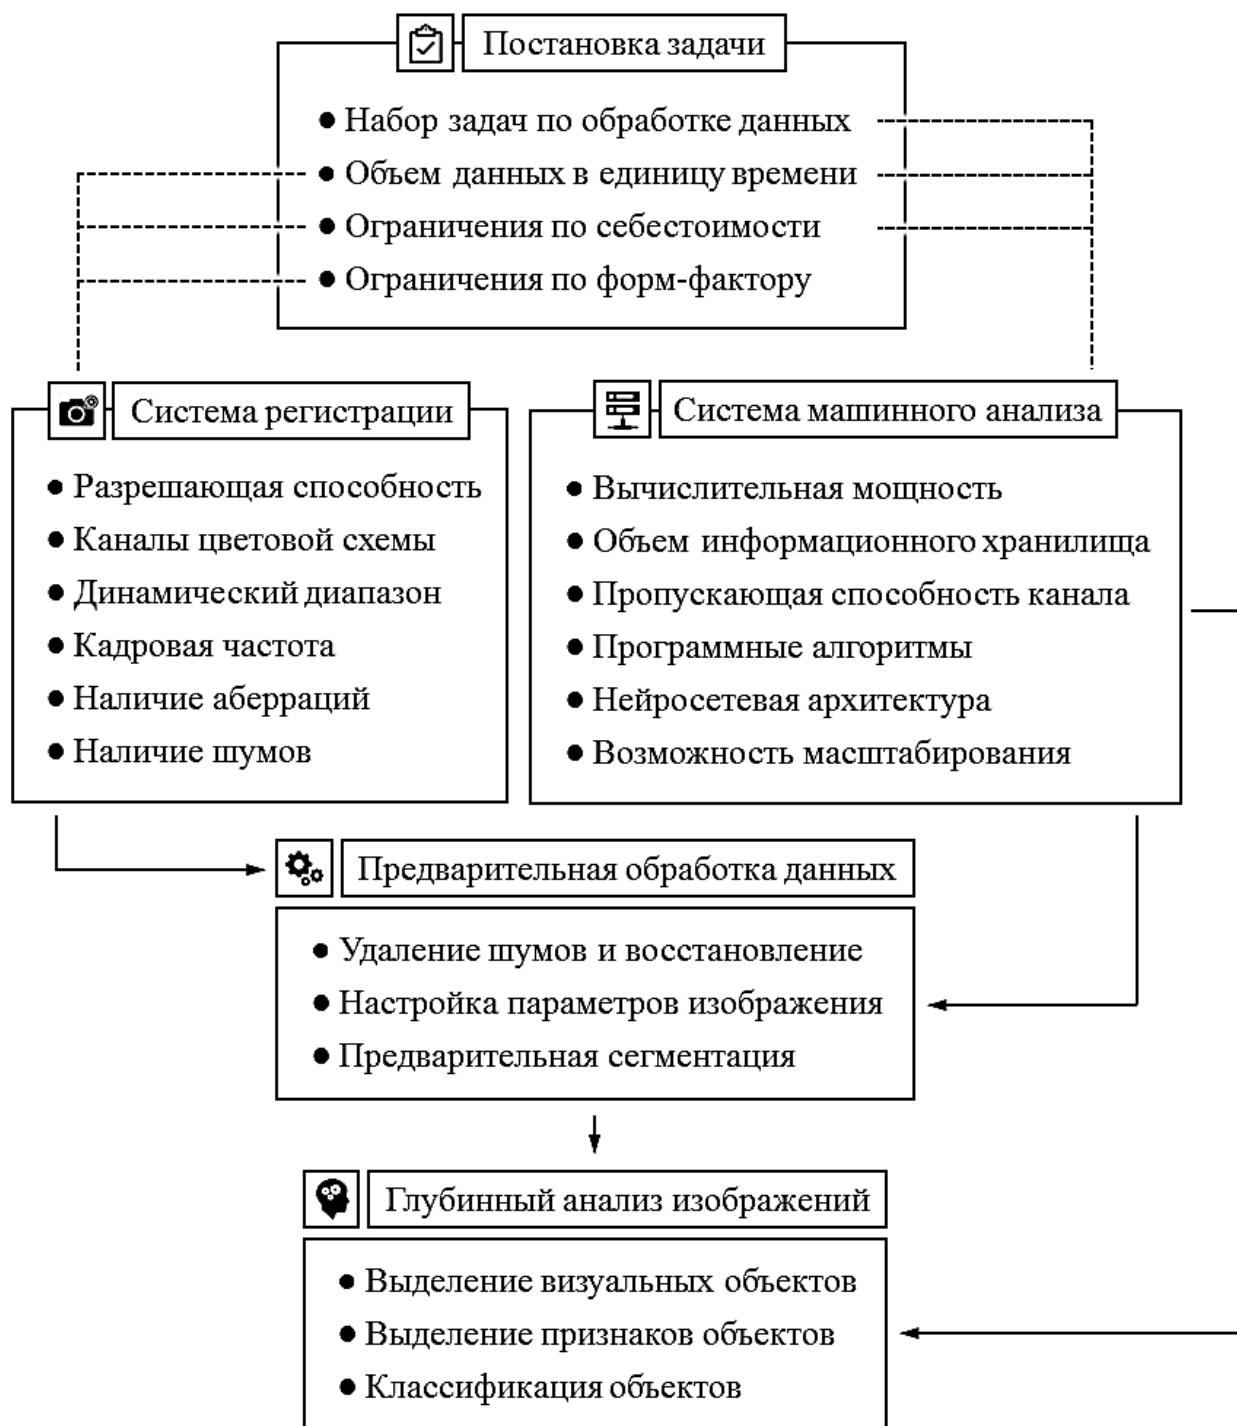 Постановка задачи
● Набор задач по обработке данных
● Объем данных в единицу времени
● Ограничения по себестоимости
● Ограничения по форм-фактору
Система регистрации
● Разрешающая способность
● Каналы цветовой схемы
● Динамический диапазон
● Кадровая частота
● Наличие аберраций
● Наличие шумов
Система машинного анализа
● Вычислительная мощность
● Объем информационного хранилища
● Пропускающая способность канала
● Программные алгоритмы
● Нейросетевая архитектура
● Возможность масштабирования
Предварительная обработка данных
● Удаление шумов и восстановление
● Настройка параметров изображения
● Предварительная сегментация
Глубинный анализ изображений
● Выделение визуальных объектов
● Выделение признаков объектов
● Классификация объектов